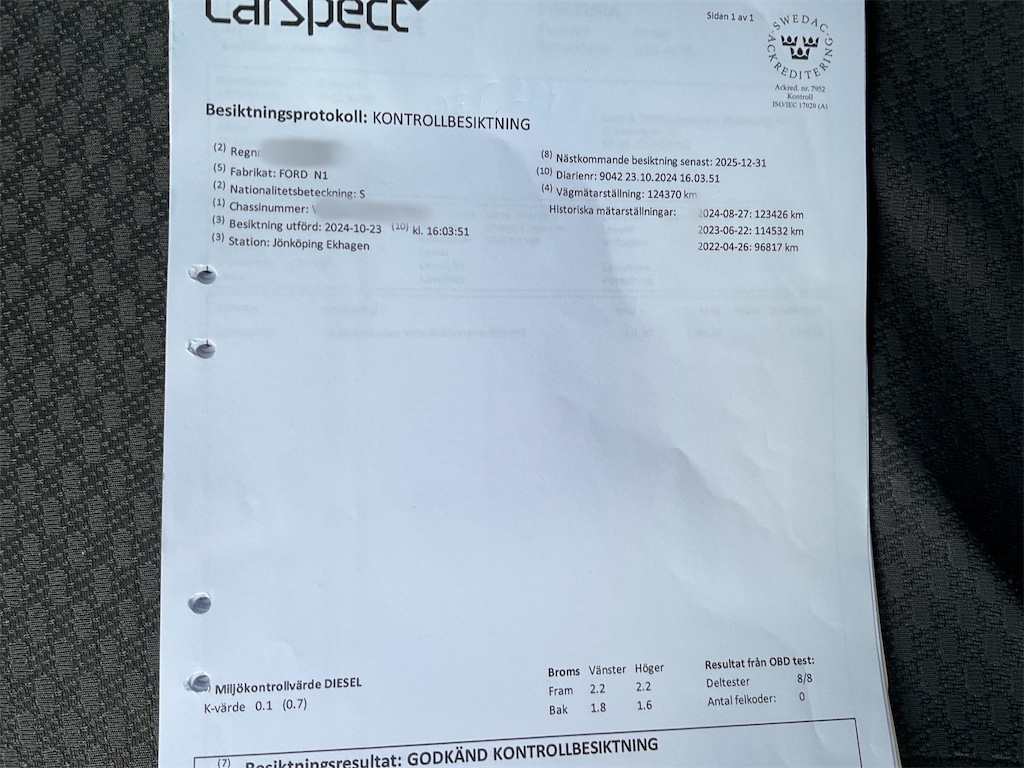 Carspect
Sidan 1 av 1
SWEDAC ACKREDITERING
Ackred. nr. 7952
Kontroll
ISO/IEC 17020 (A)
Besiktningsprotokoll: KONTROLLBESIKTNING
(2) Regnr
(5) Fabrikat: FORD N1
(2) Nationalitetsbeteckning: S
(1) Chassinummer: V
(3) Besiktning utförd: 2024-10-23 (10) kl. 16:03:51
(3) Station: Jönköping Ekhagen
(8) Nästkommande besiktning senast: 2025-12-31
(10) Diarienr: 9042 23.10.2024 16.03.51
(4) Vägmätarställning: 124370 km
Historiska mätarställningar: 2024-08-27: 123426 km
2023-06-22: 114532 km
2022-04-26: 96817 km
) Miljökontrollvärde DIESEL
K-värde 0.1 (0.7)
Broms Vänster Höger
Fram 2.2 2.2
Bak 1.8 1.6
Resultat från OBD test:
Deltester 8/8
Antal felkoder: 0
(7) Besiktningsresultat: GODKÄND KONTROLLBESIKTNING